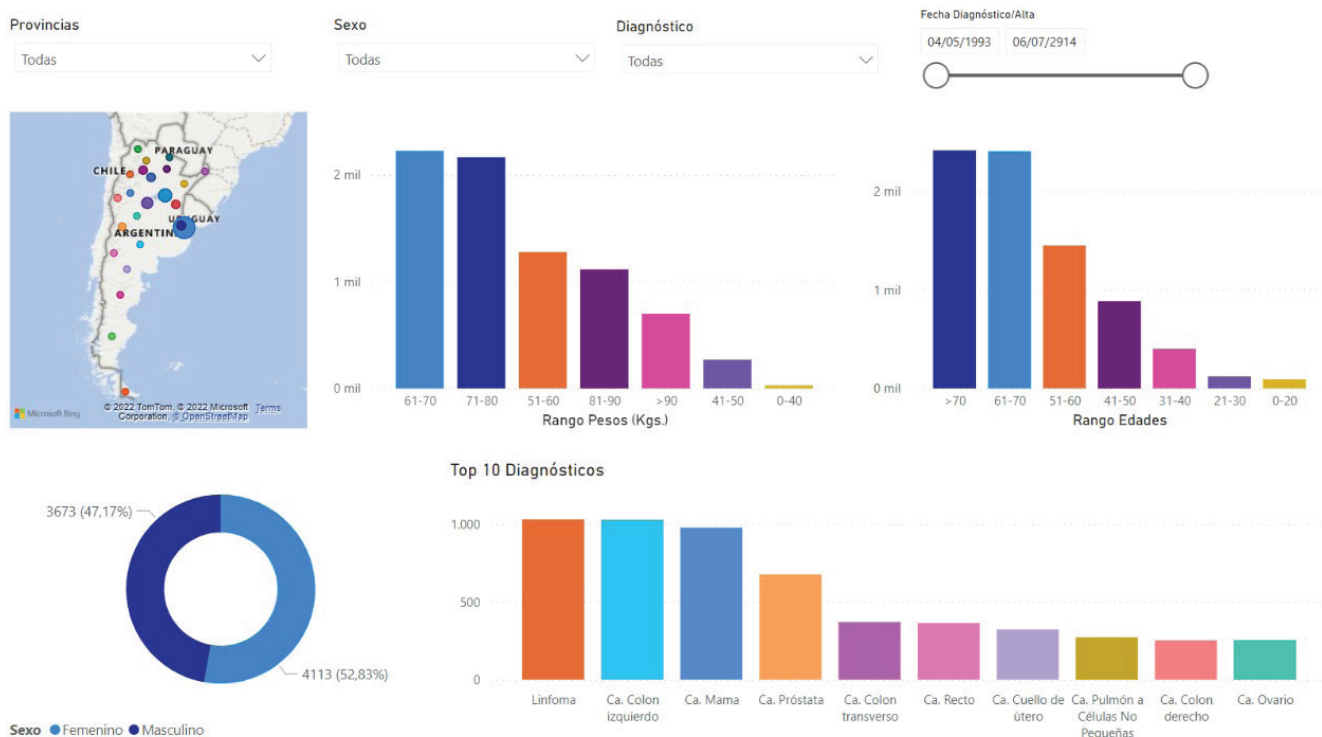 Provincias
Todas
Sexo
Todas
Diagnóstico
Todas
Fecha Diagnóstico/Alta
04/05/1993
06/07/2914
PARAGUAY
CHILE
URUGUAY
ARGENTIN
Microsoft Bing
© 2022 TomTom, © 2022 Microsoft Terms
Corporation, © OpenStreetMap
2 mil
1 mil
0 mil
61-70
71-80
51-60
81-90
>90
41-50
0-40
Rango Pesos (Kgs.)
2 mil
1 mil
0 mil
>70
61-70
51-60
41-50
31-40
21-30
0-20
Rango Edades
3673 (47,17%)
4113 (52,83%)
Sexo Femenino Masculino
Top 10 Diagnósticos
1.000
500
0
Linfoma
Ca. Colon
izquierdo
Ca. Mama
Ca. Próstata
Ca. Colon
transverso
Ca. Recto
Ca. Cuello de
ùtero
Ca. Pulmón a
Células No
Pequeñas
Ca. Colon
derecho
Ca. Ovario